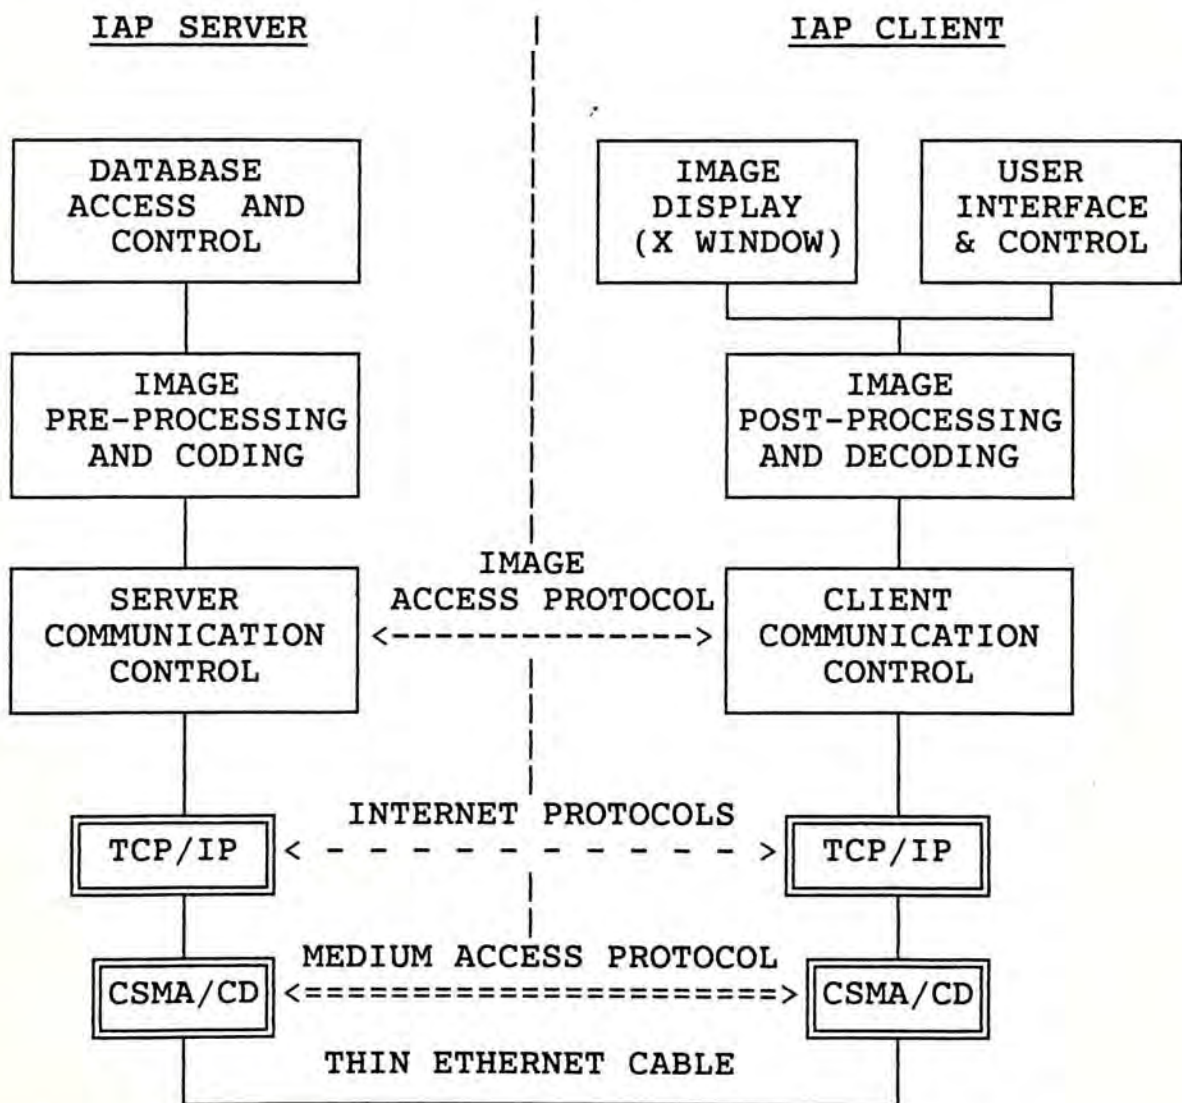 IAP SERVER
IAP CLIENT
DATABASE
ACCESS AND
CONTROL
IMAGE
DISPLAY
(X WINDOW)
USER
INTERFACE
& CONTROL
IMAGE
PRE-PROCESSING
AND CODING
IMAGE
POST-PROCESSING
AND DECODING
SERVER
COMMUNICATION
CONTROL
IMAGE
ACCESS PROTOCOL
<-------------->
CLIENT
COMMUNICATION
CONTROL
INTERNET PROTOCOLS
TCP/IP
< - - - - - - - - - - - >
TCP/IP
MEDIUM ACCESS PROTOCOL
CSMA/CD
<======================>
CSMA/CD
THIN ETHERNET CABLE